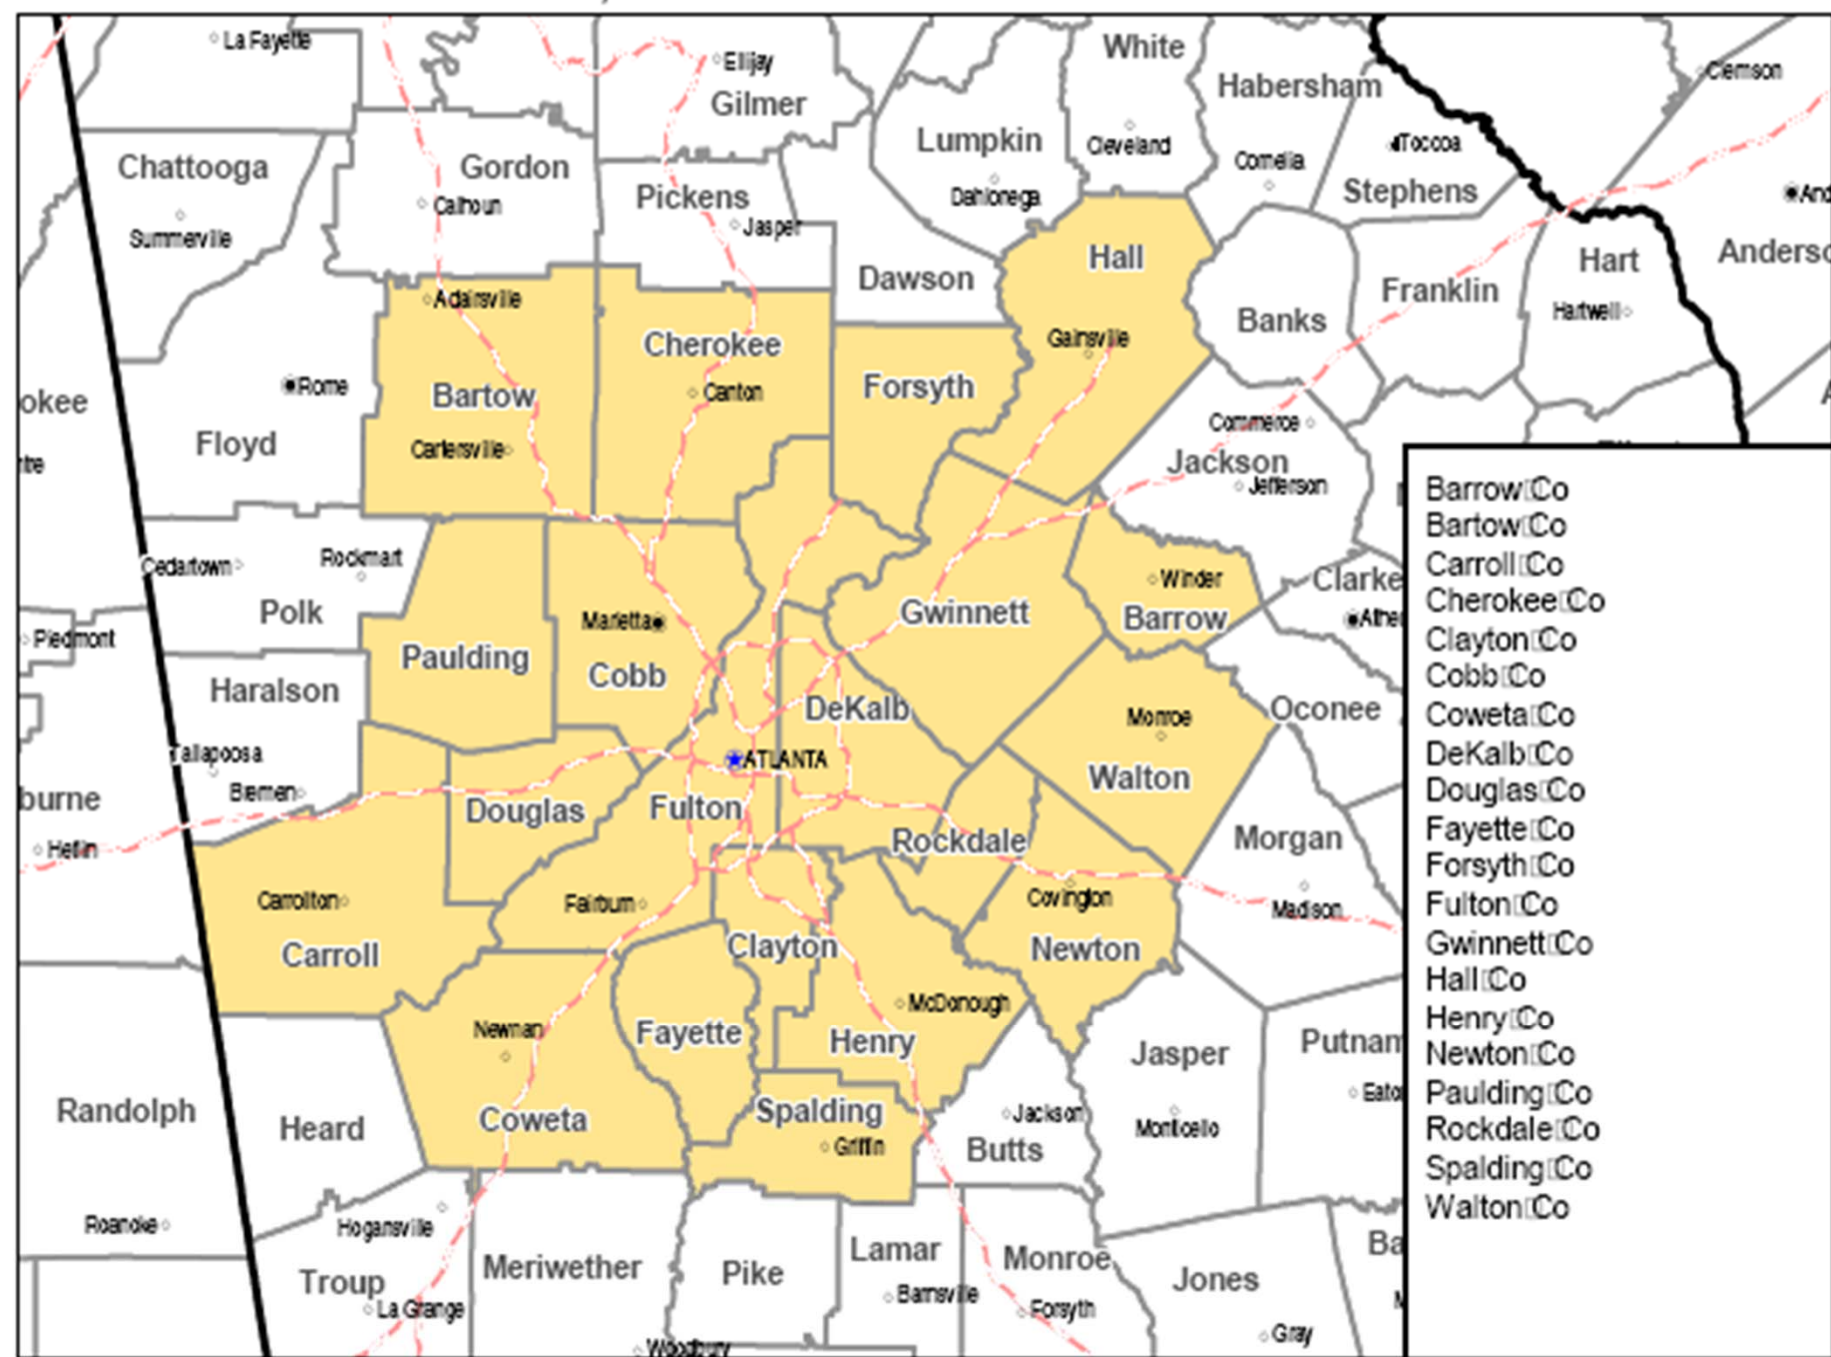 La Fayette
Ellijay
Gilmer
White
Habersham
Clemson
Chattooga
Gordon
Lumpkin
Cleveland
Toccoa
Cornelia
Calhoun
Pickens
Dahlonega
Stephens
Summerville
Jasper
Hall
Hart
Dawson
Franklin
Adairsville
Hartwell
Banks
Cherokee
Gainsville
Rome
Bartow
Canton
Forsyth
Floyd
Cartersville
Commerce
Jackson
Jefferson
Cedartown
Rockmart
Winder
Clarke
Polk
Marietta
Gwinnett
Barrow
Piedmont
Paulding
Cobb
Haralson
DeKalb
Monroe
Oconee
Tallapoosa
ATLANTA
Walton
Bremen
Douglas
Fulton
Rockdale
Morgan
Heflin
Carrollton
Fairburn
Covington
Madison
Carroll
Clayton
Newton
McDonough
Newnan
Fayette
Henry
Jasper
Putnam
Randolph
Heard
Coweta
Spalding
Jackson
Monticello
Griffin
Butts
Roanoke
Hogansville
Troup
Meriwether
Pike
Lamar
Monroe
Jones
La Grange
Barnsville
Forsyth
Gray
Woodbury
Barrow Co
Bartow Co
Carroll Co
Cherokee Co
Clayton Co
Cobb Co
Coweta Co
DeKalb Co
Douglas Co
Fayette Co
Forsyth Co
Fulton Co
Gwinnett Co
Hall Co
Henry Co
Newton Co
Paulding Co
Rockdale Co
Spalding Co
Walton Co